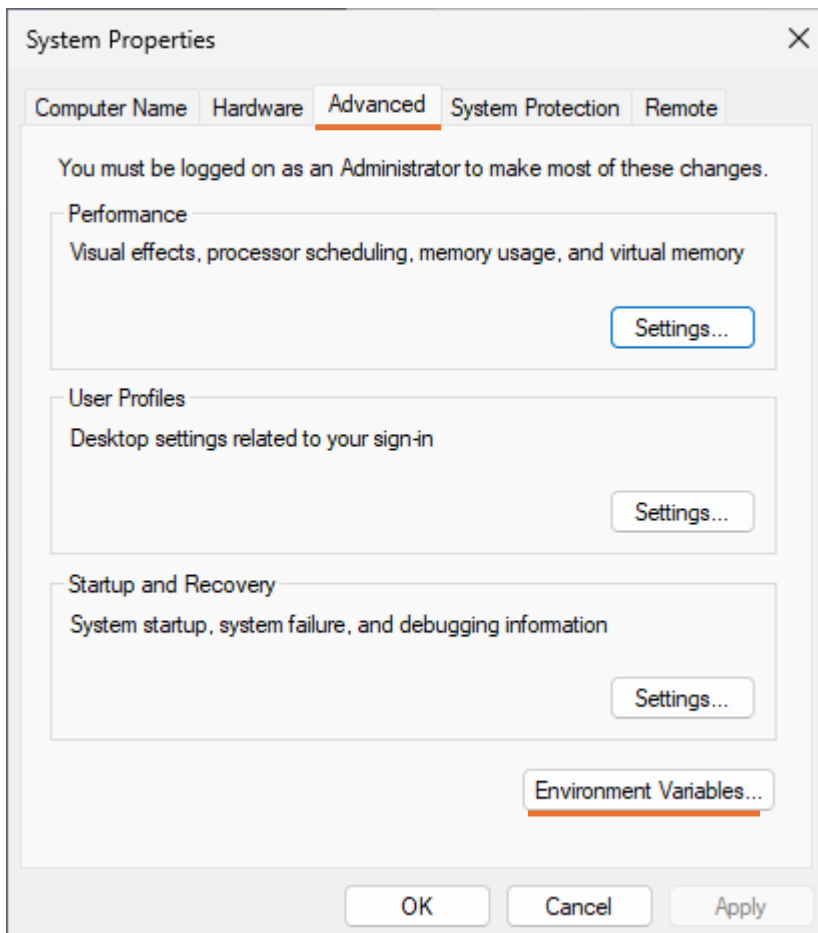 System Properties
Computer Name Hardware Advanced System Protection Remote
You must be logged on as an Administrator to make most of these changes.
Performance
Visual effects, processor scheduling, memory usage, and virtual memory
Settings...
User Profiles
Desktop settings related to your sign-in
Settings...
Startup and Recovery
System startup, system failure, and debugging information
Settings...
Environment Variables...
OK Cancel Apply